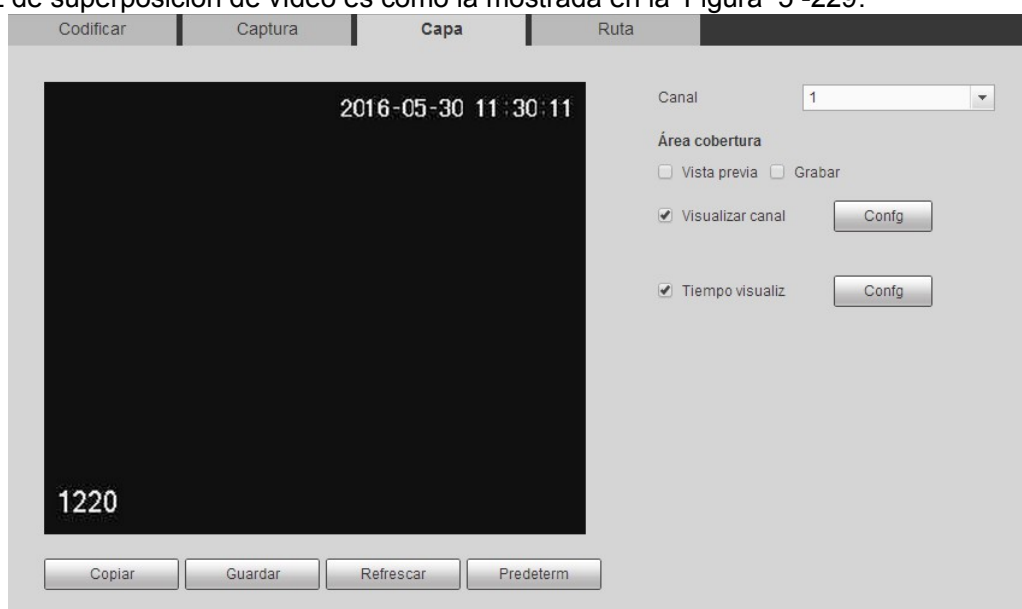 de superposición de vídeo es como la mostrada en la Figura 5 -229.
Codificar Captura Capa Ruta
2016-05-30 11:30:11
Canal 1
Área cobertura
Vista previa Grabar
Visualizar canal Confg
Tiempo visualiz Confg
1220
Copiar Guardar Refrescar Predeterm